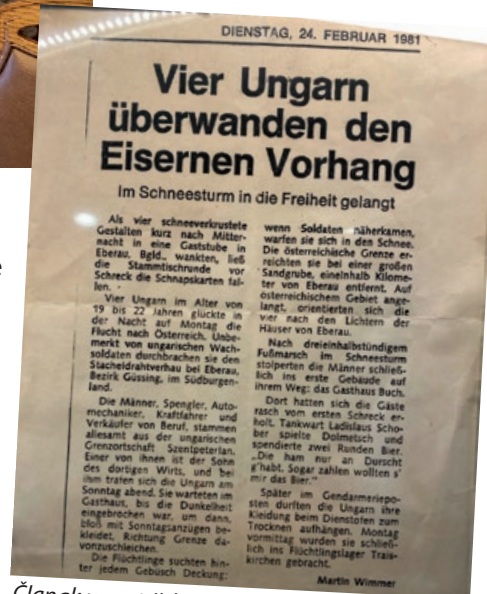 DIENSTAG, 24. FEBRUAR 1981
Vier Ungarn
überwanden den
Eisernen Vorhang
Im Schneesturm in die Freiheit gelangt
Als vier schneeverkrustete
Gestalten kurz nach Mitter-
nacht in eine Gaststube in
Eberau, Bgld., wankten, ließ
die Stammtischrunde vor
Schreck die Schnapskarten fal-
len.
Vier Ungarn im Alter von
19 bis 22 Jahren glückte in
der Nacht auf Montag die
Flucht nach Österreich. Unbe-
merkt von ungarischen Wach-
soldaten durchbrachen sie den
Stacheldrahtverhau bei Eberau,
Bezirk Güssing, im Südburgen-
land.
Die Männer, Spengler, Auto-
mechaniker, Kraftfahrer und
Verkäufer von Beruf, stammen
allesamt aus der ungarischen
Grenzortschaft Szentpeterfan.
Einer von ihnen ist der Sohn
des dortigen Wirts, und bei
ihm trafen sich die Ungarn am
Sonntag abend. Sie warteten im
Gasthaus, bis die Dunkelheit
eingebrochen war, um dann,
bloß mit Sonntagsanzügen be-
kleidet, Richtung Grenze da-
vonzuschleichen.
Die Flüchtlinge suchten hin-
ter jedem Gebüsch Deckung;
wenn Soldaten näherkamen,
warfen sie sich in den Schnee.
Die österreichische Grenze er-
reichten sie bei einer großen
Sandgrube, eineinhalb Kilome-
ter von Eberau entfernt. Auf
österreichischem Gebiet ange-
langt, orientierten sich die
vier nach den Lichtern der
Häuser von Eberau.
Nach dreieinhalbstündigem
Fußmarsch im Schneesturm
stolperten die Männer schließ-
lich ins erste Gebäude auf
ihrem Weg: das Gasthaus Buch.
Dort hatten sich die Gäste
rasch vom ersten Schreck er-
holt. Tankwart Ladislaus Scho-
ber spielte Dolmetsch und
spendierte zwei Runden Bier.
„Die ham nur an Durscht
g'habt. Sogar zahlen wollten s'
mir das Bier."
Später im Gendarmeriepo-
sten durften die Ungarn ihre
Kleidung beim Dienstofen zum
Trocknen aufhängen. Montag
vormittag wurden sie schließ-
lich ins Flüchtlingslager Trais-
kirchen gebracht.
Martin Wimmer